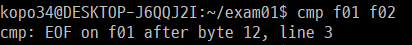 kopo34@DESKTOP-J6QQJ2I:~/exam01$ cmp f01 f02
cmp: EOF on f01 after byte 12, line 3